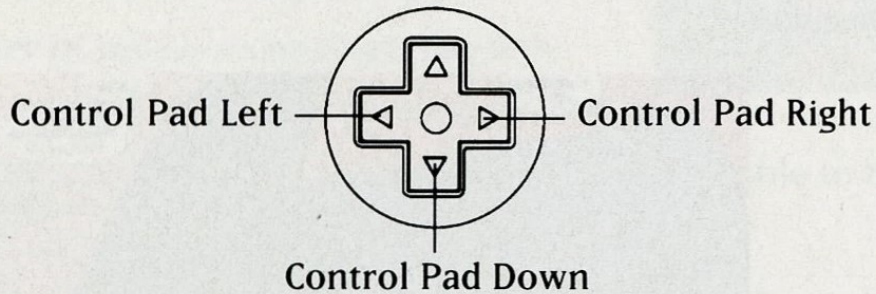 Control Pad Left
Control Pad Right
Control Pad Down